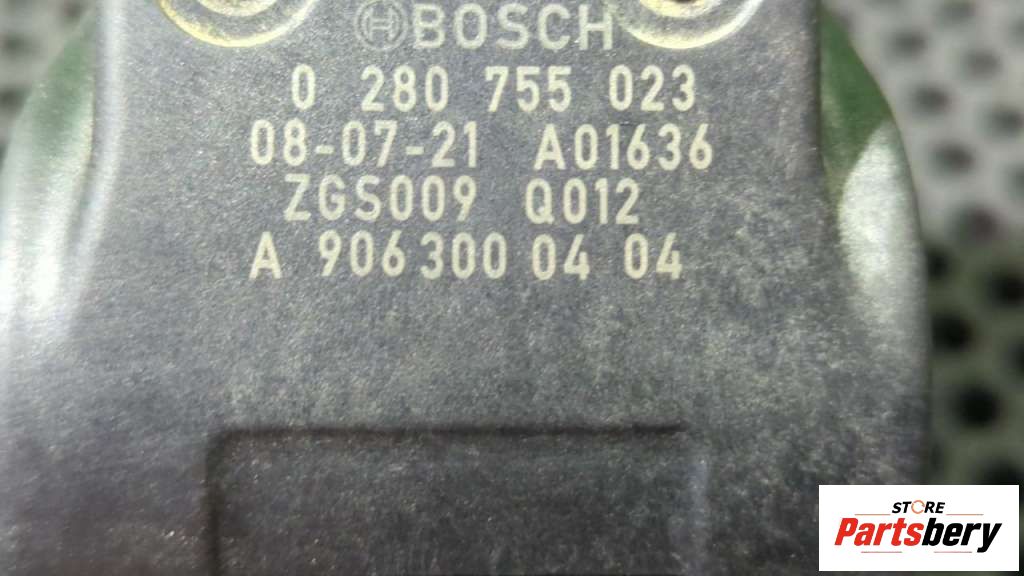 BOSCH
0 280 755 023
08-07-21 A01636
ZGS009 Q012
A 906 300 04 04
STORE
Partsbery